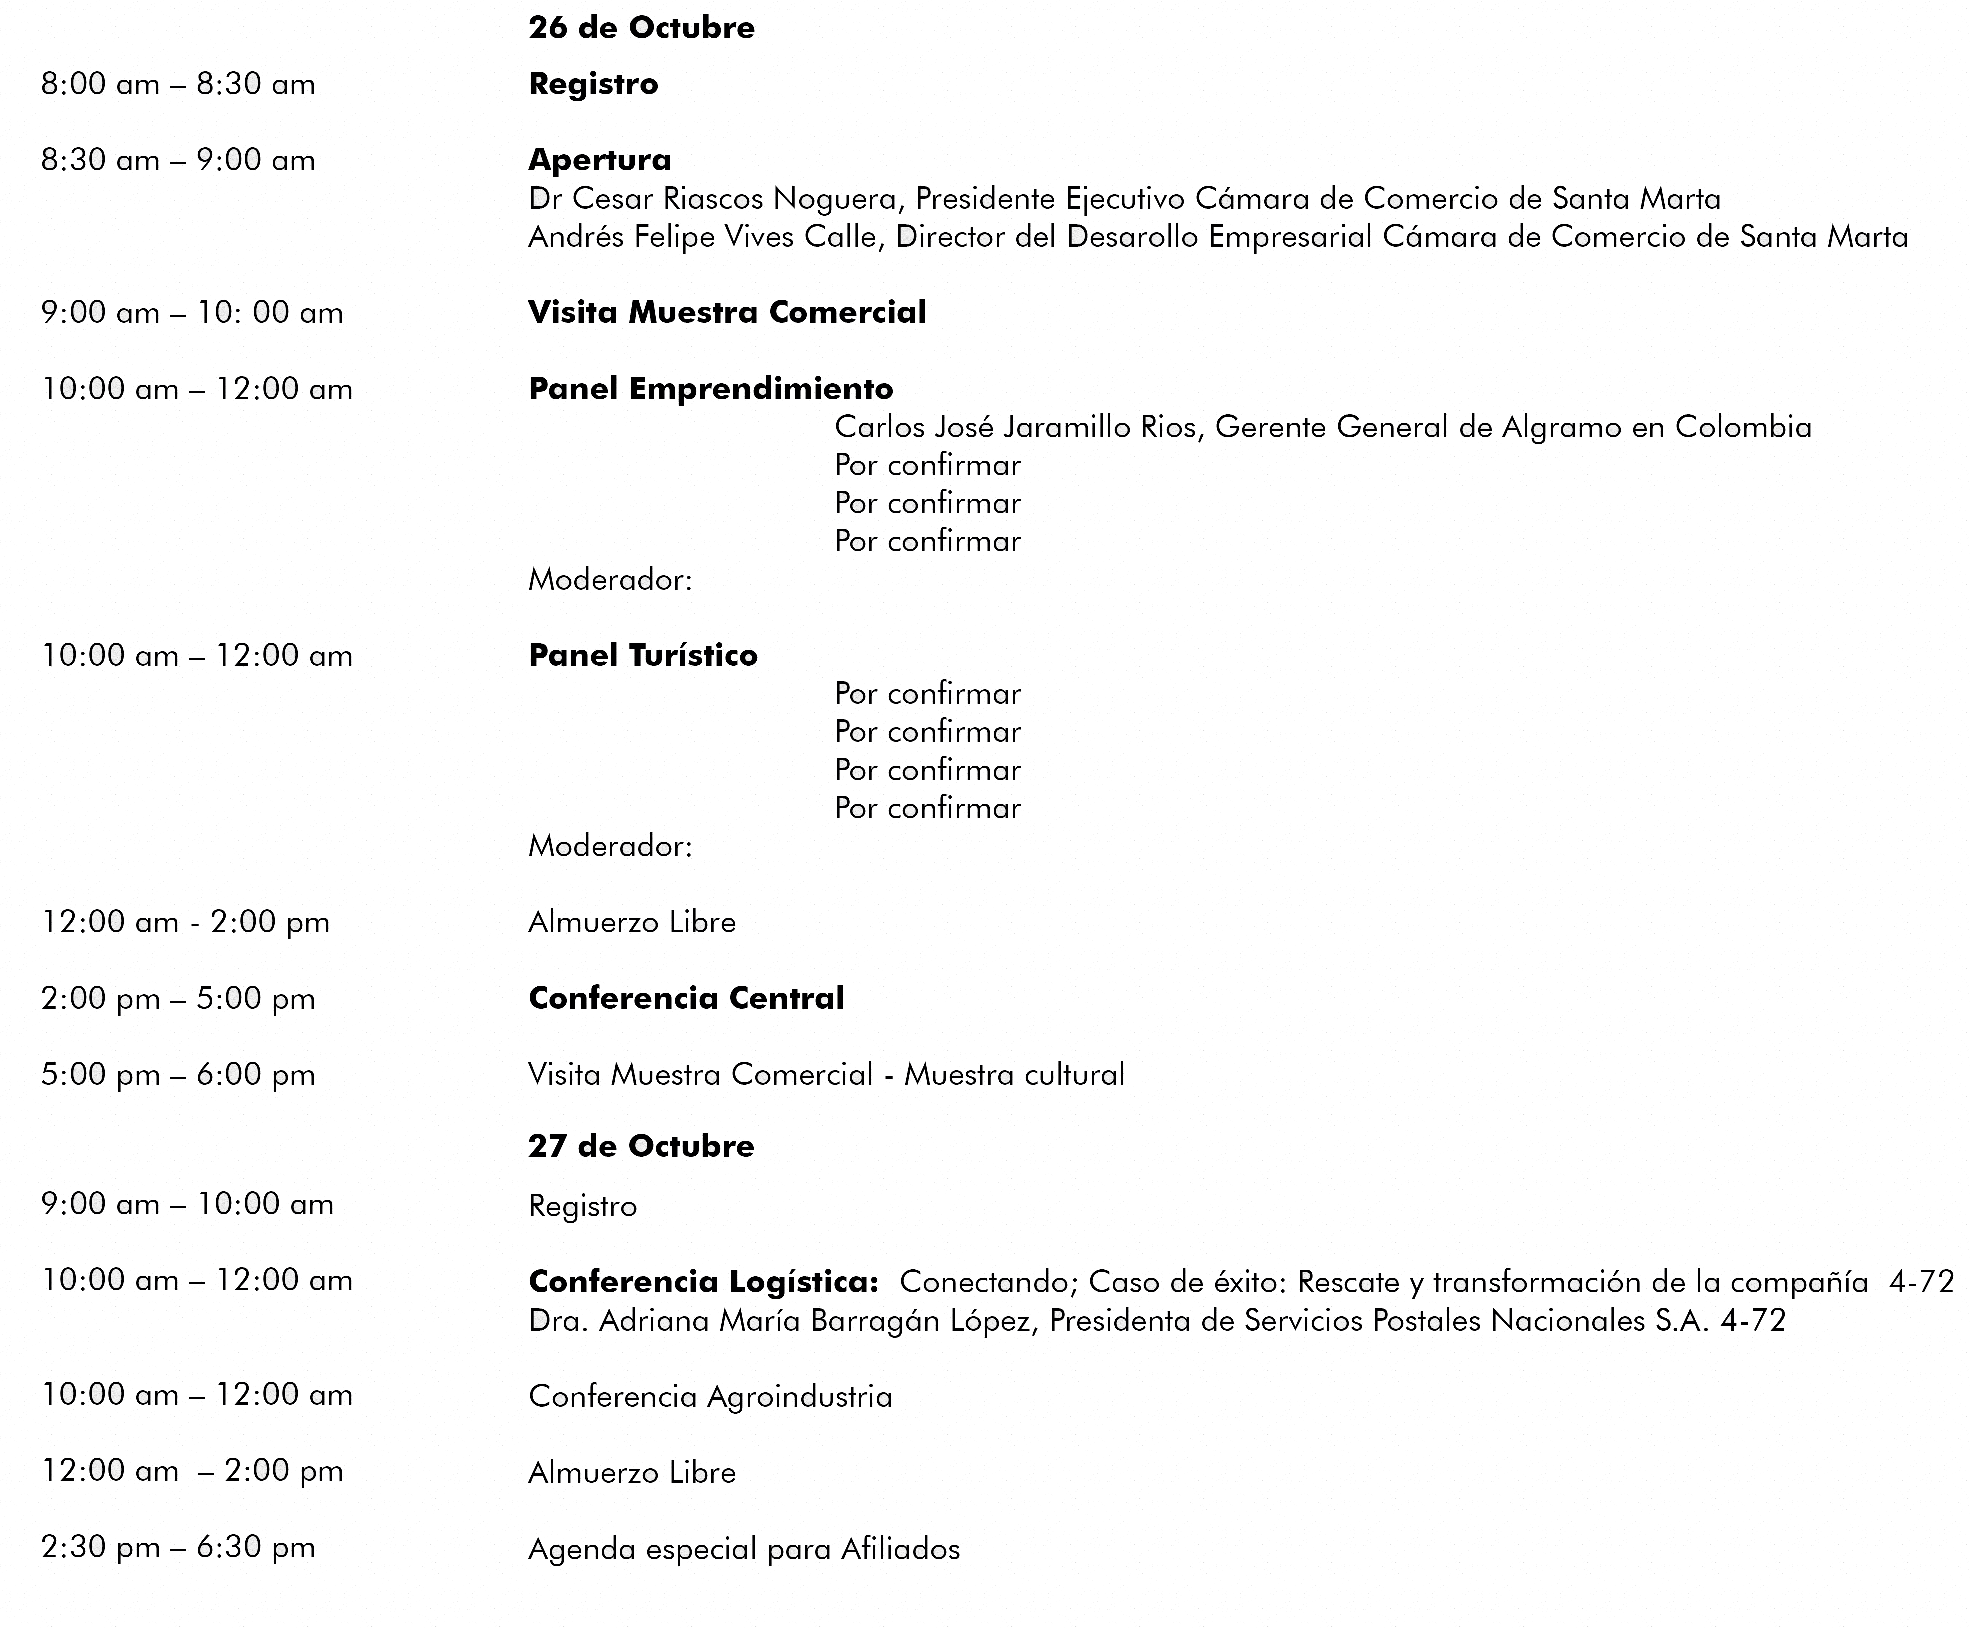 26 de Octubre
8:00 am – 8:30 am Registro
8:30 am – 9:00 am Apertura
Dr Cesar Riascos Noguera, Presidente Ejecutivo Cámara de Comercio de Santa Marta
Andrés Felipe Vives Calle, Director del Desarollo Empresarial Cámara de Comercio de Santa Marta
9:00 am – 10: 00 am Visita Muestra Comercial
10:00 am – 12:00 am Panel Emprendimiento
Carlos José Jaramillo Rios, Gerente General de Algramo en Colombia
Por confirmar
Por confirmar
Por confirmar
Moderador:
10:00 am – 12:00 am Panel Turístico
Por confirmar
Por confirmar
Por confirmar
Por confirmar
Moderador:
12:00 am - 2:00 pm Almuerzo Libre
2:00 pm – 5:00 pm Conferencia Central
5:00 pm – 6:00 pm Visita Muestra Comercial - Muestra cultural
27 de Octubre
9:00 am – 10:00 am Registro
10:00 am – 12:00 am Conferencia Logística: Conectando; Caso de éxito: Rescate y transformación de la compañía 4-72
Dra. Adriana María Barragán López, Presidenta de Servicios Postales Nacionales S.A. 4-72
10:00 am – 12:00 am Conferencia Agroindustria
12:00 am – 2:00 pm Almuerzo Libre
2:30 pm – 6:30 pm Agenda especial para Afiliados